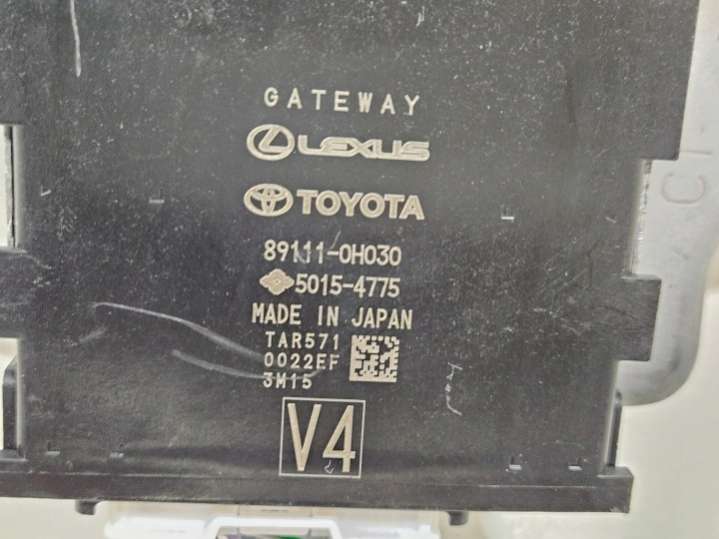 GATEWAY
LEXUS
TOYOTA
89111-0H030
5015-4775
MADE IN JAPAN
TAR571
0022EF
3M15
V4